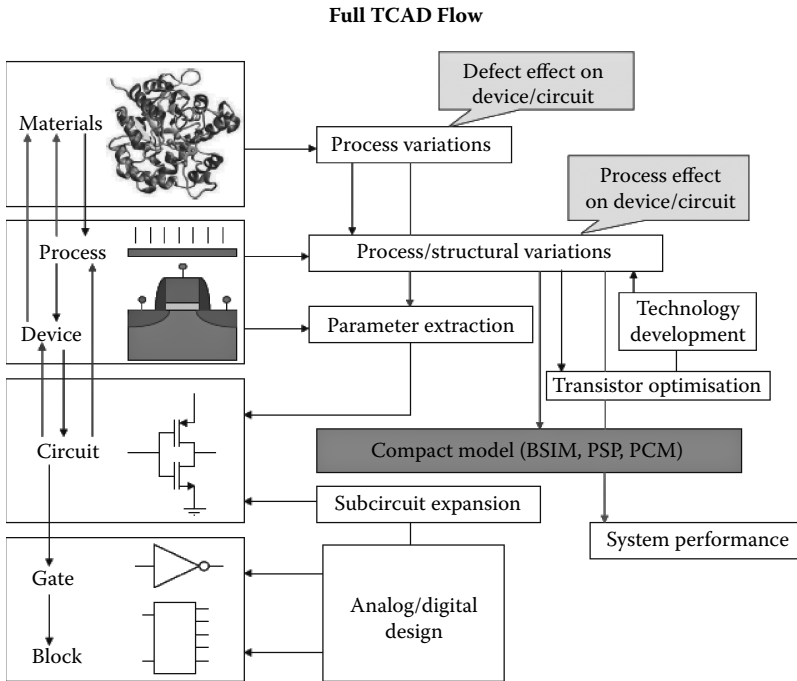 Full TCAD Flow
Defect effect on
device/circuit
Materials
Process variations
Process effect
on device/circuit
Process
Process/structural variations
Device
Parameter extraction
Technology
development
Transistor optimisation
Circuit
Compact model (BSIM, PSP, PCM)
Subcircuit expansion
System performance
Gate
Analog/digital
design
Block